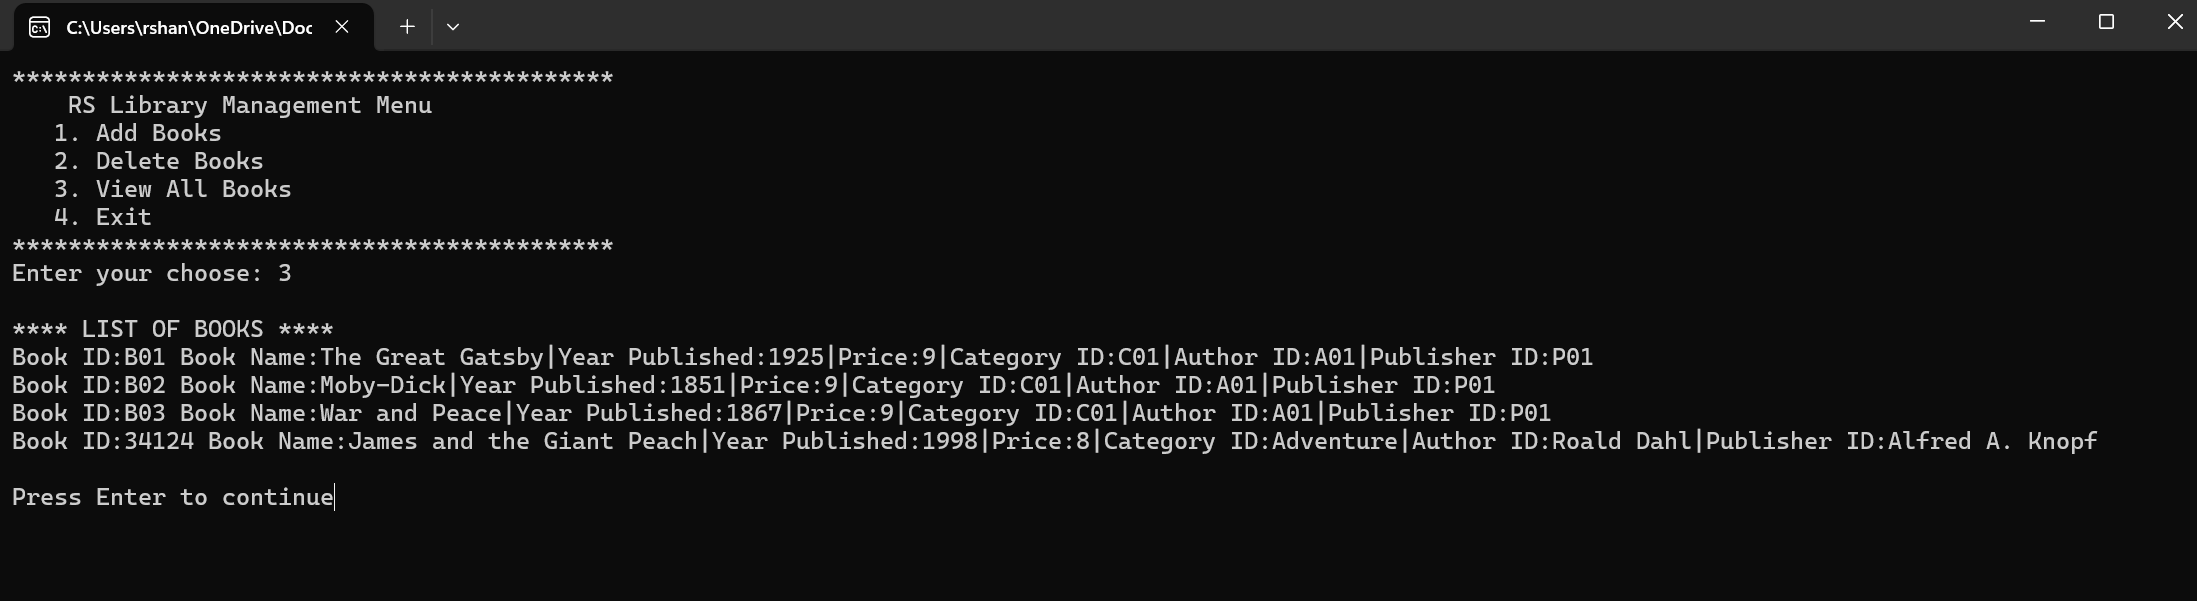 C:\Users\rshan\OneDrive\Doc
*******************************************
RS Library Management Menu
1. Add Books
2. Delete Books
3. View All Books
4. Exit
*******************************************
Enter your choose: 3
**** LIST OF BOOKS ****
Book ID:B01 Book Name:The Great Gatsby|Year Published:1925|Price:9|Category ID:C01|Author ID:A01|Publisher ID:P01
Book ID:B02 Book Name:Moby-Dick|Year Published:1851|Price:9|Category ID:C01|Author ID:A01|Publisher ID:P01
Book ID:B03 Book Name:War and Peace|Year Published:1867|Price:9|Category ID:C01|Author ID:A01|Publisher ID:P01
Book ID:34124 Book Name:James and the Giant Peach|Year Published:1998|Price:8|Category ID:Adventure|Author ID:Roald Dahl|Publisher ID:Alfred A. Knopf
Press Enter to continue